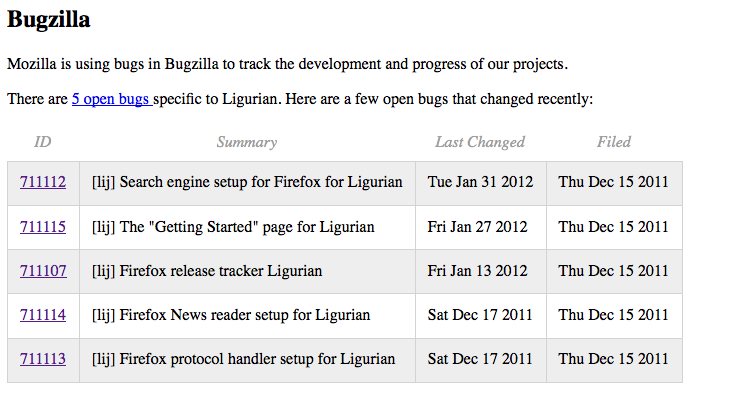 Bugzilla
Mozilla is using bugs in Bugzilla to track the development and progress of our projects.
There are 5 open bugs specific to Ligurian. Here are a few open bugs that changed recently:
ID Summary Last Changed Filed
711112 [lij] Search engine setup for Firefox for Ligurian Tue Jan 31 2012 Thu Dec 15 2011
711115 [lij] The "Getting Started" page for Ligurian Fri Jan 27 2012 Thu Dec 15 2011
711107 [lij] Firefox release tracker Ligurian Fri Jan 13 2012 Thu Dec 15 2011
711114 [lij] Firefox News reader setup for Ligurian Sat Dec 17 2011 Thu Dec 15 2011
711113 [lij] Firefox protocol handler setup for Ligurian Sat Dec 17 2011 Thu Dec 15 2011